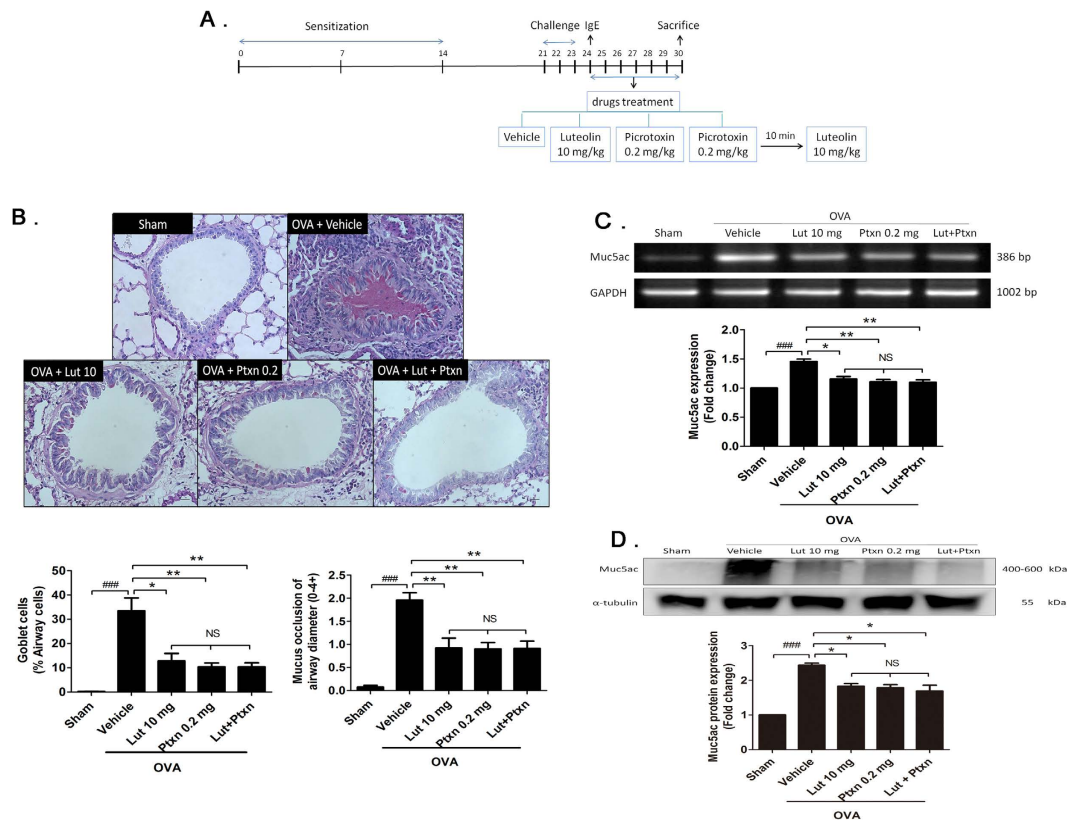 A .
Sensitization
Challenge IgE
Sacrifice
0 7 14 21 22 23 24 25 26 27 28 29 30
drugs treatment
Vehicle
Luteolin
10 mg/kg
Picrotoxin
0.2 mg/kg
Picrotoxin
0.2 mg/kg
10 min
Luteolin
10 mg/kg
B .
Sham
OVA + Vehicle
OVA + Lut 10
OVA + Ptxn 0.2
OVA + Lut + Ptxn
Goblet cells
(% Airway cells)
50
40
30
20
10
0
###
*
**
**
NS
Sham
Vehicle
Lut 10 mg
Ptxn 0.2 mg
Lut+Ptxn
OVA
Mucus occlusion of
airway diameter (0-4+)
2.5
2.0
1.5
1.0
0.5
0.0
###
**
**
**
NS
Sham
Vehicle
Lut 10 mg
Ptxn 0.2 mg
Lut+Ptxn
OVA
C .
OVA
Sham Vehicle Lut 10 mg Ptxn 0.2 mg Lut+Ptxn
Muc5ac 386 bp
GAPDH 1002 bp
Muc5ac expression
(Fold change)
2.0
1.5
1.0
0.5
0.0
###
*
**
**
NS
Sham
Vehicle
Lut 10 mg
Ptxn 0.2 mg
Lut+Ptxn
OVA
D .
OVA
Sham Vehicle Lut 10 mg Ptxn 0.2 mg Lut+Ptxn
Muc5ac 400-600 kDa
α-tubulin 55 kDa
Muc5ac protein expression
(Fold change)
3
2
1
0
###
*
*
*
NS
Sham
Vehicle
Lut 10 mg
Ptxn 0.2 mg
Lut + Ptxn
OVA